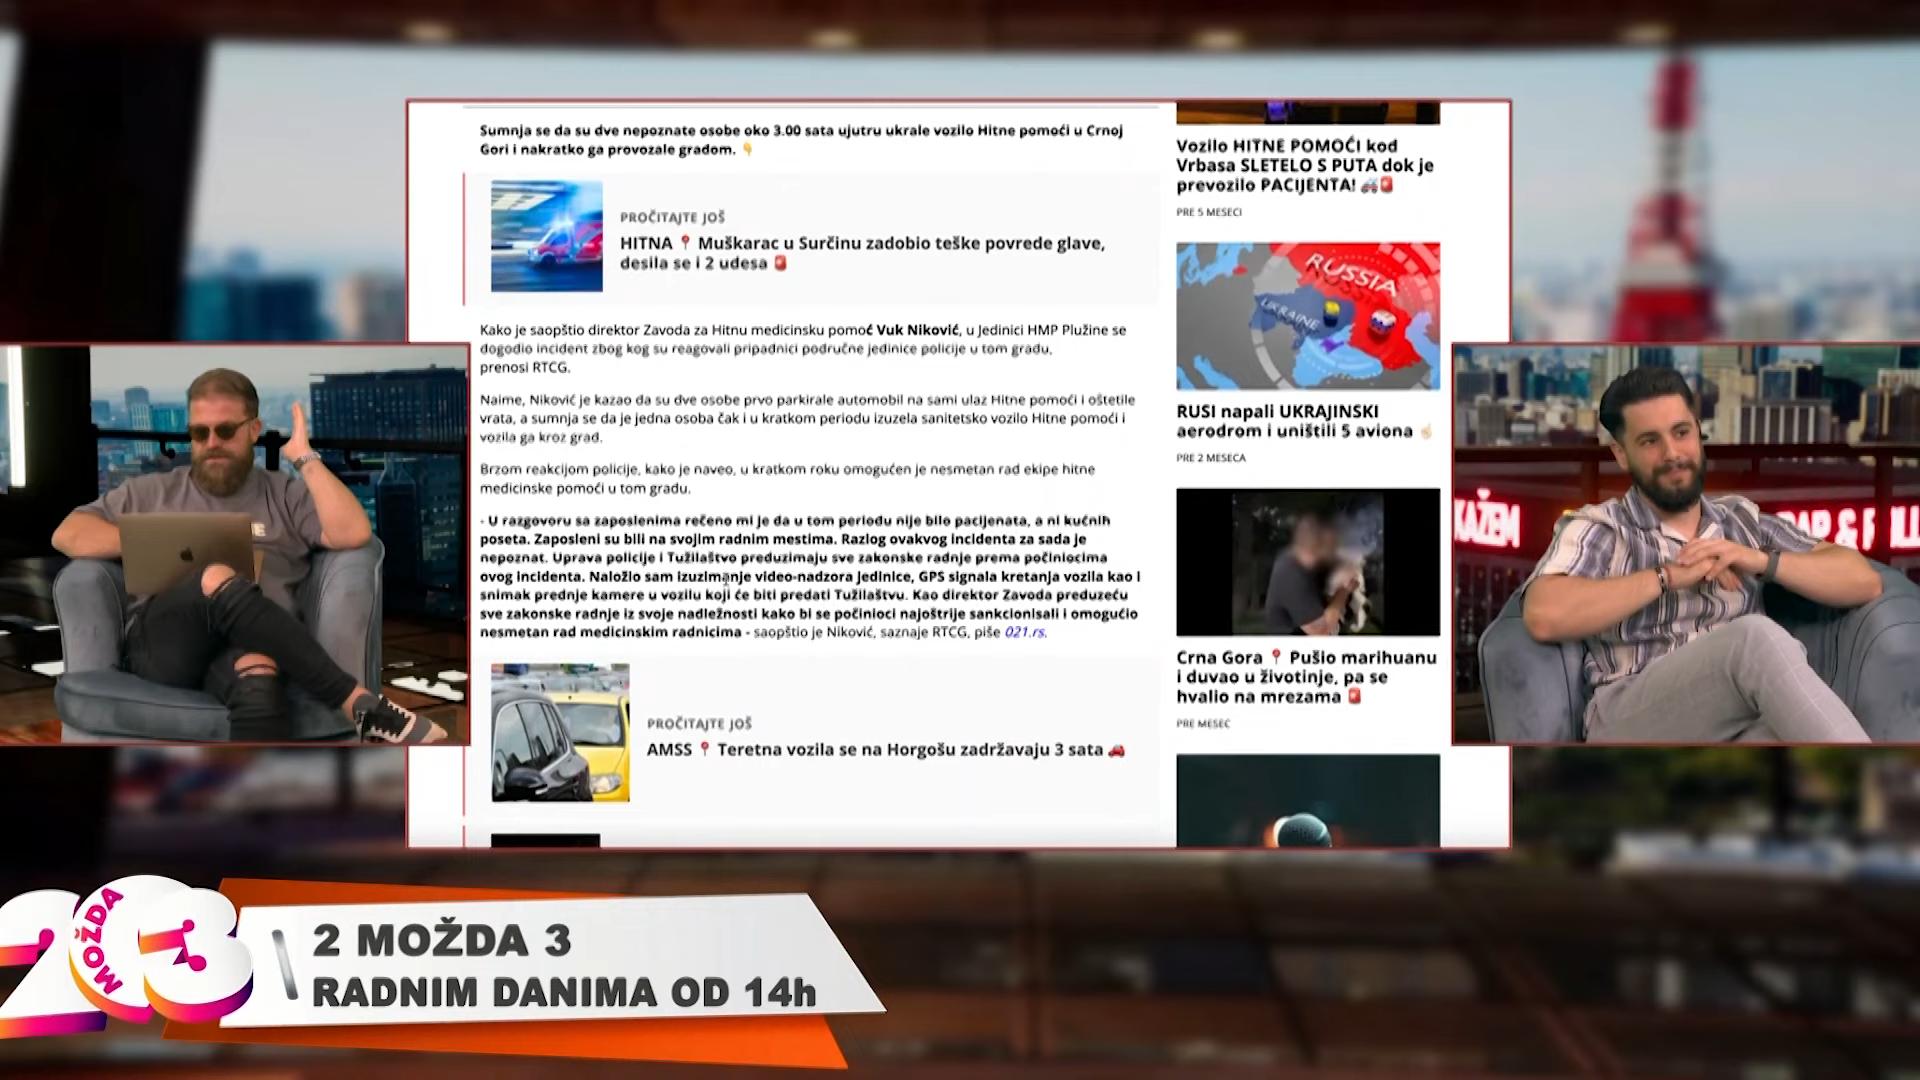 Sumnja se da su dve nepoznate osobe oko 3.00 sata ujutru ukrale vozilo Hitne pomoći u Crnoj
Gori i nakratko ga provozale gradom. 👇
PROČITAJTE JOŠ
HITNA 📍 Muškarac u Surčinu zadobio teške povrede glave,
desila se i 2 udesa 🚨
Kako je saopštio direktor Zavoda za Hitnu medicinsku pomoć Vuk Niković, u Jedinici HMP Plužine se
dogodio incident zbog kog su reagovali pripadnici područne jedinice policije u tom gradu,
prenosi RTCG.
Naime, Niković je kazao da su dve osobe prvo parkirale automobil na sami ulaz Hitne pomoći i oštetile
vrata, a sumnja se da je jedna osoba čak i u kratkom periodu izuzela sanitetsko vozilo Hitne pomoći i
vozila ga kroz grad.
Brzom reakcijom policije, kako je naveo, u kratkom roku omogućen je nesmetan rad ekipe hitne
medicinske pomoći u tom gradu.
- U razgovoru sa zaposlenima rečeno mi je da u tom periodu nije bilo pacijenata, a ni kućnih
poseta. Zaposleni su bili na svojim radnim mestima. Razlog ovakvog incidenta za sada je
nepoznat. Uprava policije i Tužilaštvo preduzimaju sve zakonske radnje prema počiniocima
ovog incidenta. Naložio sam izuzimanje video-nadzora Jedinice, GPS signala kretanja vozila kao i
snimak prednje kamere u vozilu koji će biti predati Tužilaštvu. Kao direktor Zavoda preduzeću
sve zakonske radnje iz svoje nadležnosti kako bi se počinioci najoštrije sankcionisali i omogućio
nesmetan rad medicinskim radnicima - saopštio je Niković, saznaje RTCG, piše 021.rs.
PROČITAJTE JOŠ
AMSS 📍 Teretna vozila se na Horgošu zadržavaju 3 sata 🚗
Vozilo HITNE POMOĆI kod
Vrbasa SLETELO S PUTA dok je
prevozilo PACIJENTA! 🚑🚨
PRE 5 MESECI
RUSSIA
UKRAINE
RUSI napali UKRAJINSKI
aerodrom i uništili 5 aviona ☝🏻
PRE 2 MESECA
Crna Gora 📍 Pušio marihuanu
i duvao u životinje, pa se
hvalio na mrezama 🚨
PRE MESEC
KAŽEM
BAR &
2 MOŽDA 3
2 MOŽDA 3
RADNIM DANIMA OD 14h